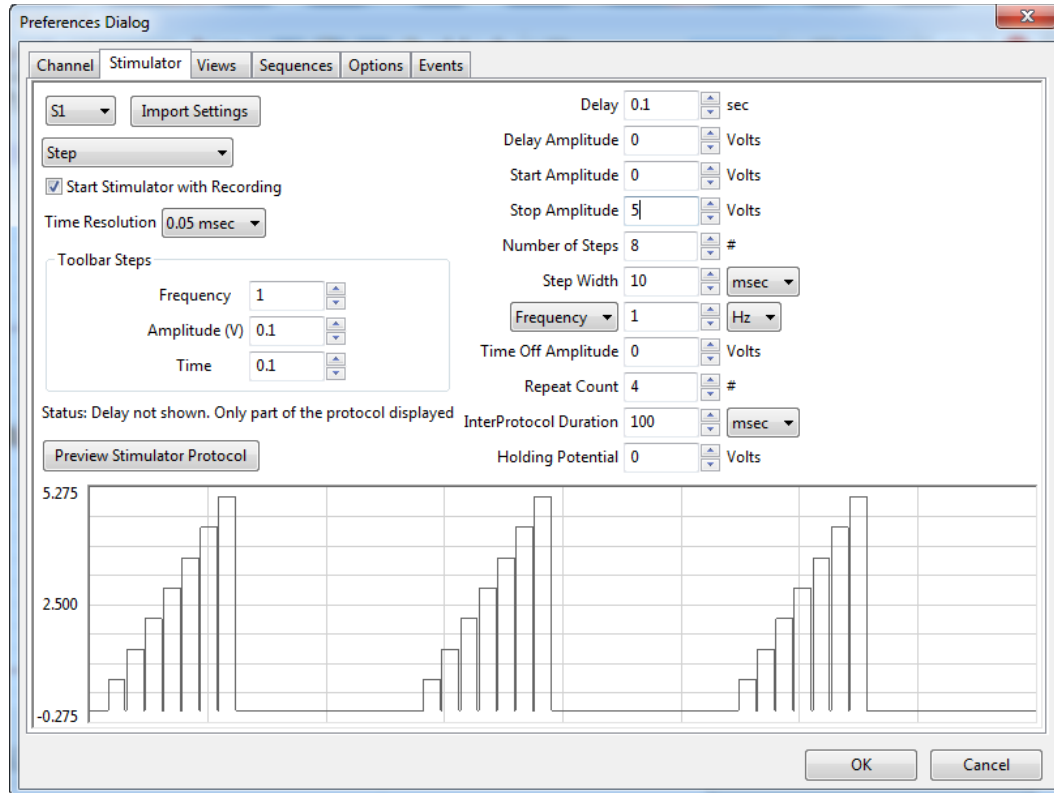 Preferences Dialog
Channel Stimulator Views Sequences Options Events
S1 Import Settings
Step
Start Stimulator with Recording
Time Resolution 0.05 msec
Toolbar Steps
Frequency 1
Amplitude (V) 0.1
Time 0.1
Status: Delay not shown. Only part of the protocol displayed
Preview Stimulator Protocol
Delay 0.1 sec
Delay Amplitude 0 Volts
Start Amplitude 0 Volts
Stop Amplitude 5 Volts
Number of Steps 8 #
Step Width 10 msec
Frequency 1 Hz
Time Off Amplitude 0 Volts
Repeat Count 4 #
InterProtocol Duration 100 msec
Holding Potential 0 Volts
5.275
2.500
-0.275
OK Cancel